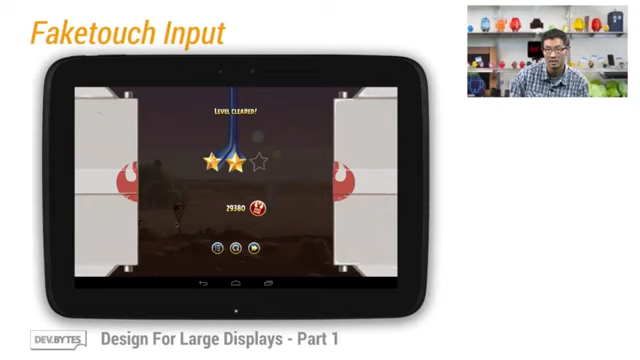 Faketouch Input
LEVEL CLEARED!
29380
DEV.BYTES
Design For Large Displays - Part 1